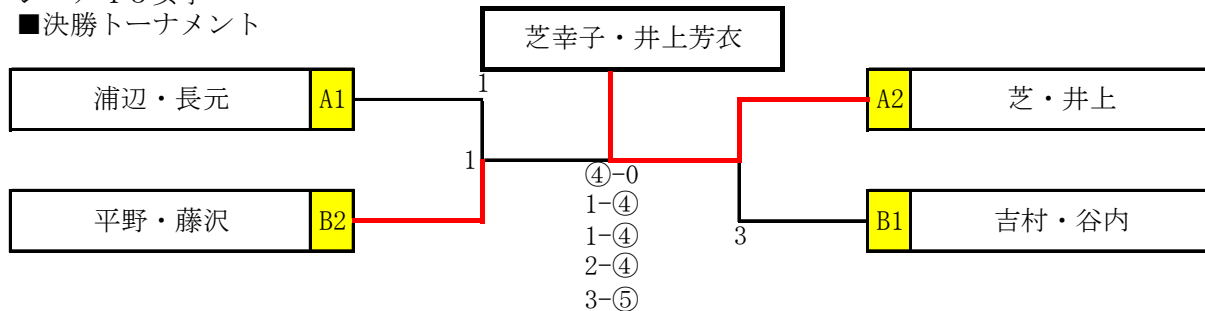 ■決勝トーナメント
芝幸子・井上芳衣
浦辺・長元 A1
1
A2 芝・井上
1
④-0
1-④
1-④
2-④
3-⑤
平野・藤沢 B2
3
B1 吉村・谷内